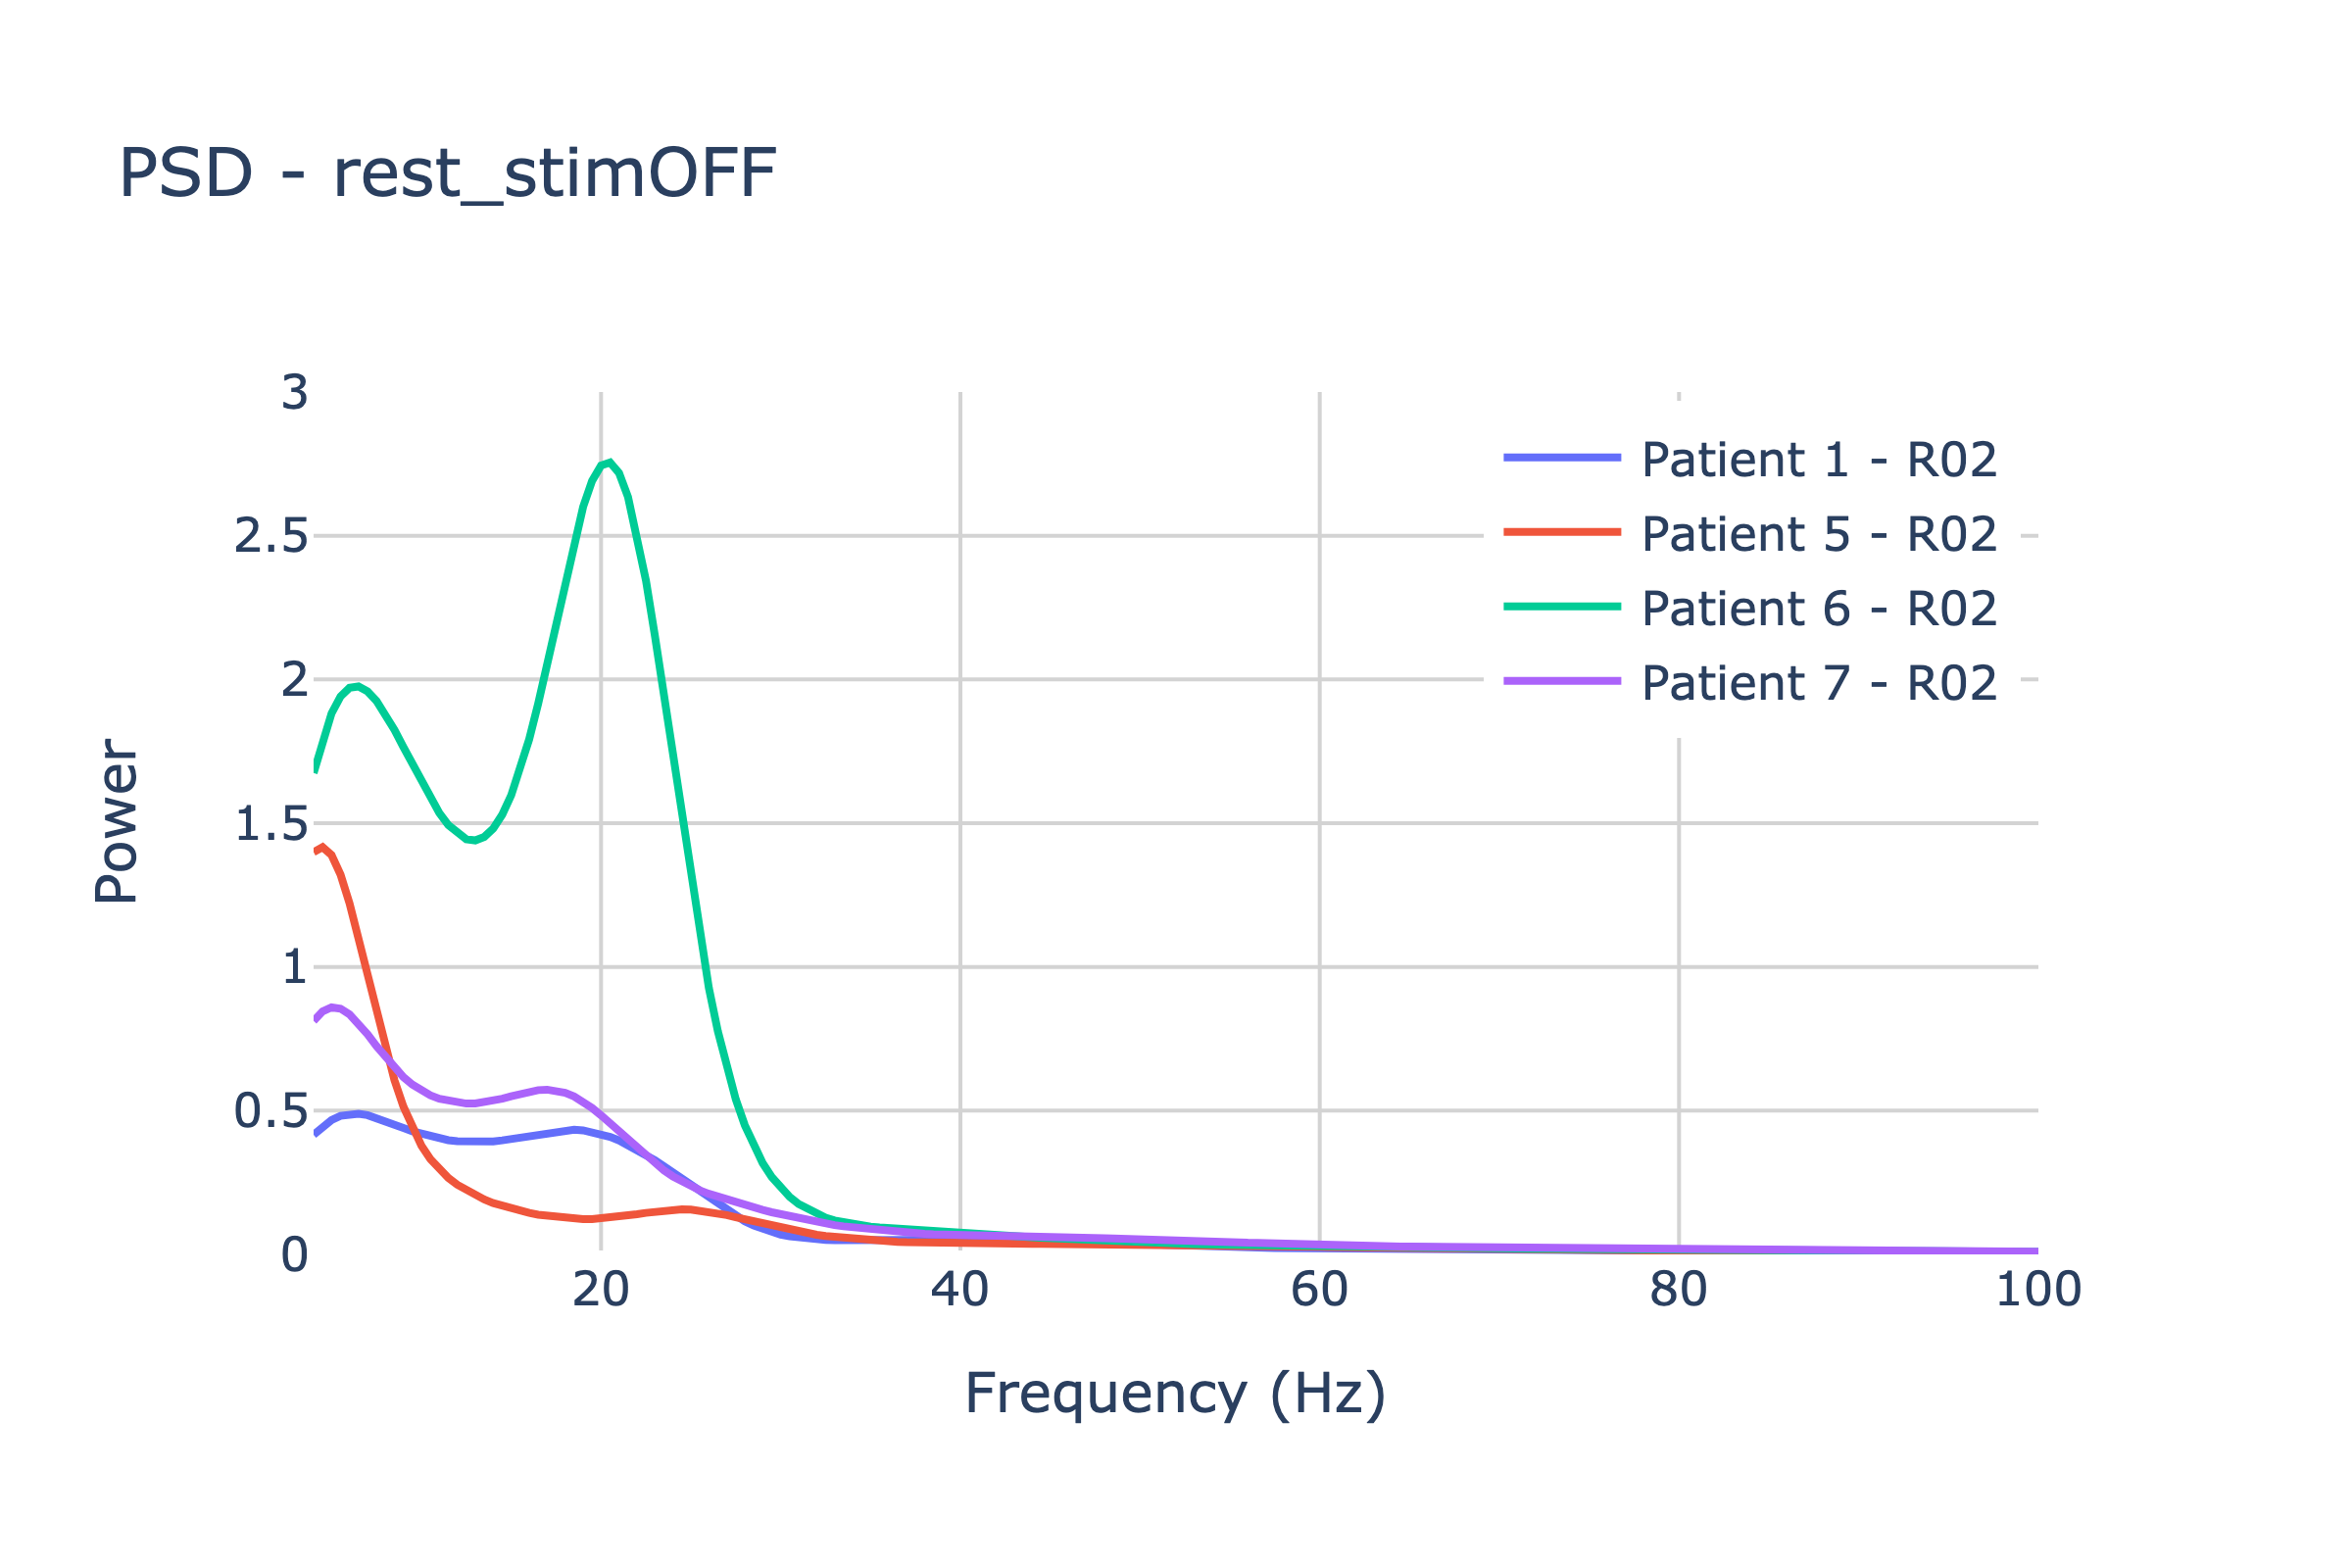 PSD - rest_stimOFF
3
2.5
2
1.5
1
0.5
0
Power
20 40 60 80 100
Frequency (Hz)
Patient 1 - R02
Patient 5 - R02
Patient 6 - R02
Patient 7 - R02